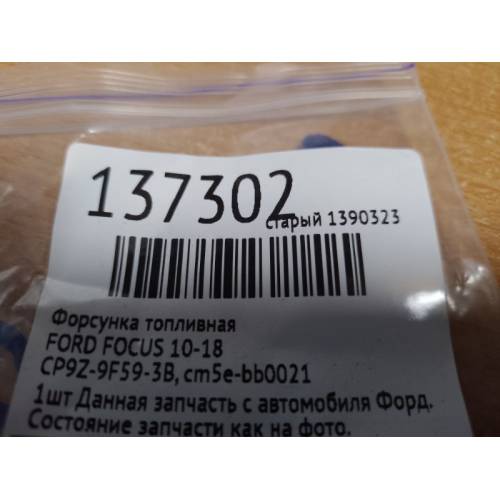 137302
старый 1390323
Форсунка топливная
FORD FOCUS 10-18
CP9Z-9F59-3B, cm5e-bb0021
1шт Данная запчасть с автомобиля Форд.
Состояние запчасти как на фото.